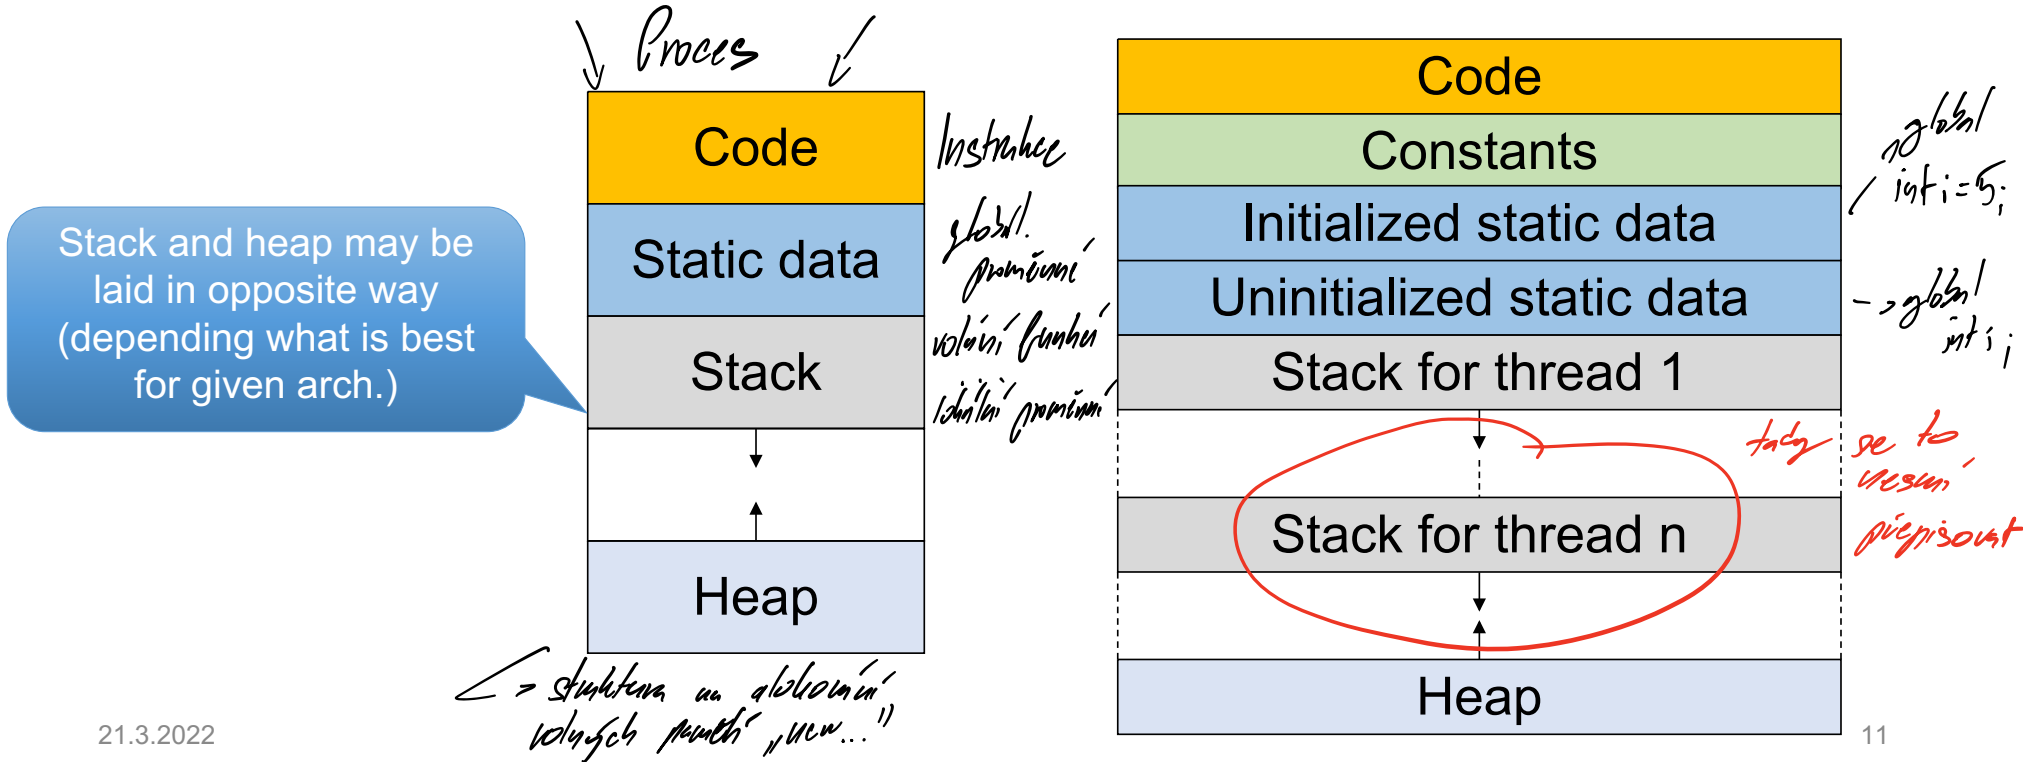 Proces
Code
Instrukce
Static data
globál.
proměnné
Stack
volání funkcí
lokální proměnné
Heap
-> struktura na alokování
volných pamětí „new..."
Stack and heap may be
laid in opposite way
(depending what is best
for given arch.)
Code
Constants
Initialized static data
Uninitialized static data
Stack for thread 1
Stack for thread n
Heap
global
int i = 5;
-> global
int i;
tady se to
nesmí
přepisovat
21.3.2022
11